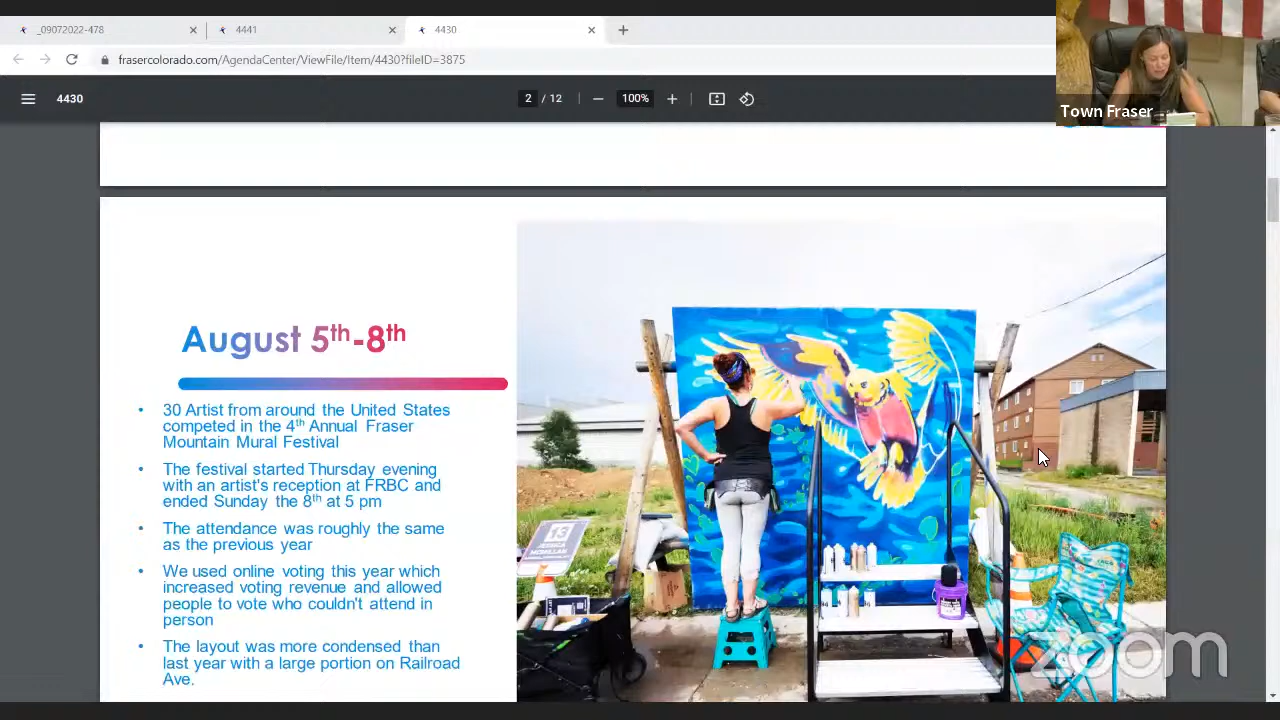 _09072022-478
4441
4430
frasercolorado.com/AgendaCenter/ViewFile/Item/4430?fileID=3875
4430
2 / 12
100%
Town Fraser
August 5th-8th
• 30 Artist from around the United States
competed in the 4th Annual Fraser
Mountain Mural Festival
• The festival started Thursday evening
with an artist's reception at FRBC and
ended Sunday the 8th at 5 pm
• The attendance was roughly the same
as the previous year
• We used online voting this year which
increased voting revenue and allowed
people to vote who couldn't attend in
person
• The layout was more condensed than
last year with a large portion on Railroad
Ave.
13
JESSICA
zoom